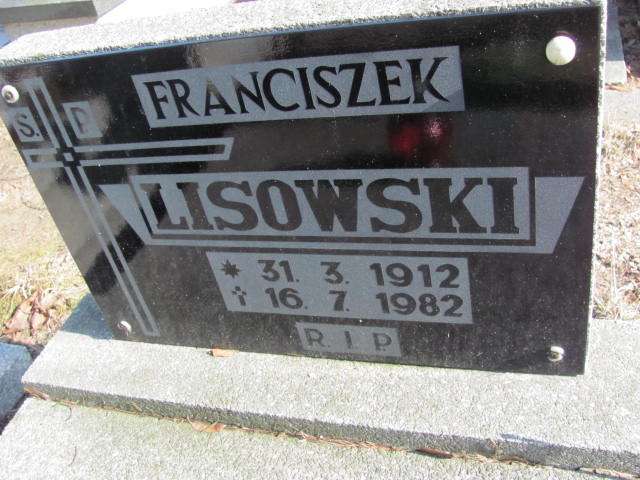 FRANCISZEK
S. P.
LISOWSKI
* 31. 3. 1912
† 16. 7. 1982
R. I. P.